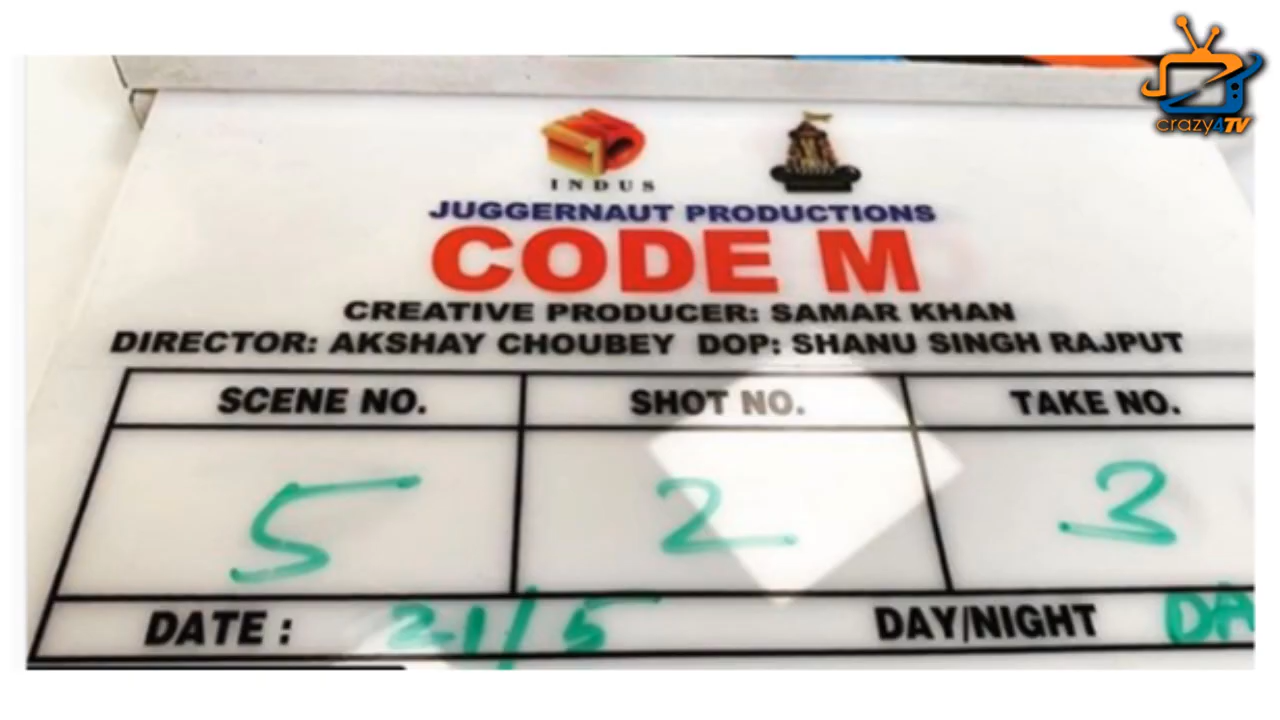 crazy4TV
INDUS
JUGGERNAUT PRODUCTIONS
CODE M
CREATIVE PRODUCER: SAMAR KHAN
DIRECTOR: AKSHAY CHOUBEY DOP: SHANU SINGH RAJPUT
SCENE NO. SHOT NO. TAKE NO.
5 2 3
DATE : 21/5 DAY/NIGHT DA